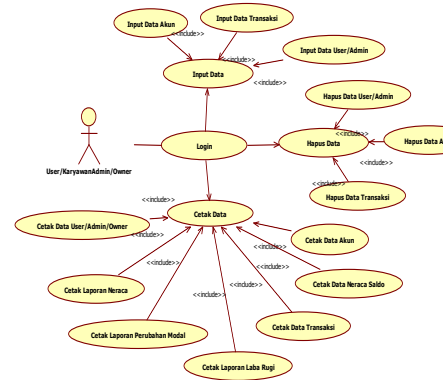 Input Data Akun
Input Data Transaksi
<<include>>
<<include>>
Input Data User/Admin
Input Data
<<include>>
Hapus Data User/Admin
User/KaryawanAdmin/Owner
Login
<<include>>
Hapus Data
Hapus Data A
<<include>>
<<include>>
Hapus Data Transaksi
<<include>>
Cetak Data
Cetak Data User/Admin/Owner
<<include>>
<<include>>
Cetak Data Akun
<<include>>
<<include>>
Cetak Laporan Neraca
<<include>>
Cetak Data Neraca Saldo
<<include>>
Cetak Laporan Perubahan Modal
Cetak Data Transaksi
Cetak Laporan Laba Rugi